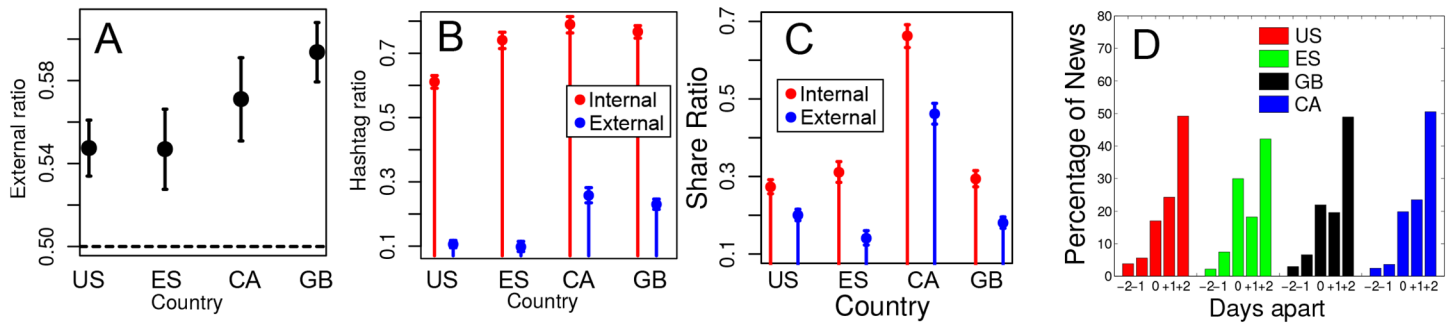 A
External ratio
0.50 0.54 0.58
US ES CA GB
Country
B
Hashtag ratio
0.1 0.3 0.5 0.7
Internal
External
US ES CA GB
Country
C
Share Ratio
0.1 0.3 0.5 0.7
Internal
External
US ES CA GB
Country
D
Percentage of News
80
70
60
50
40
30
20
10
0
US
ES
GB
CA
−2−1 0 +1+2 −2−1 0 +1+2 −2−1 0 +1+2 −2−1 0 +1+2
Days apart